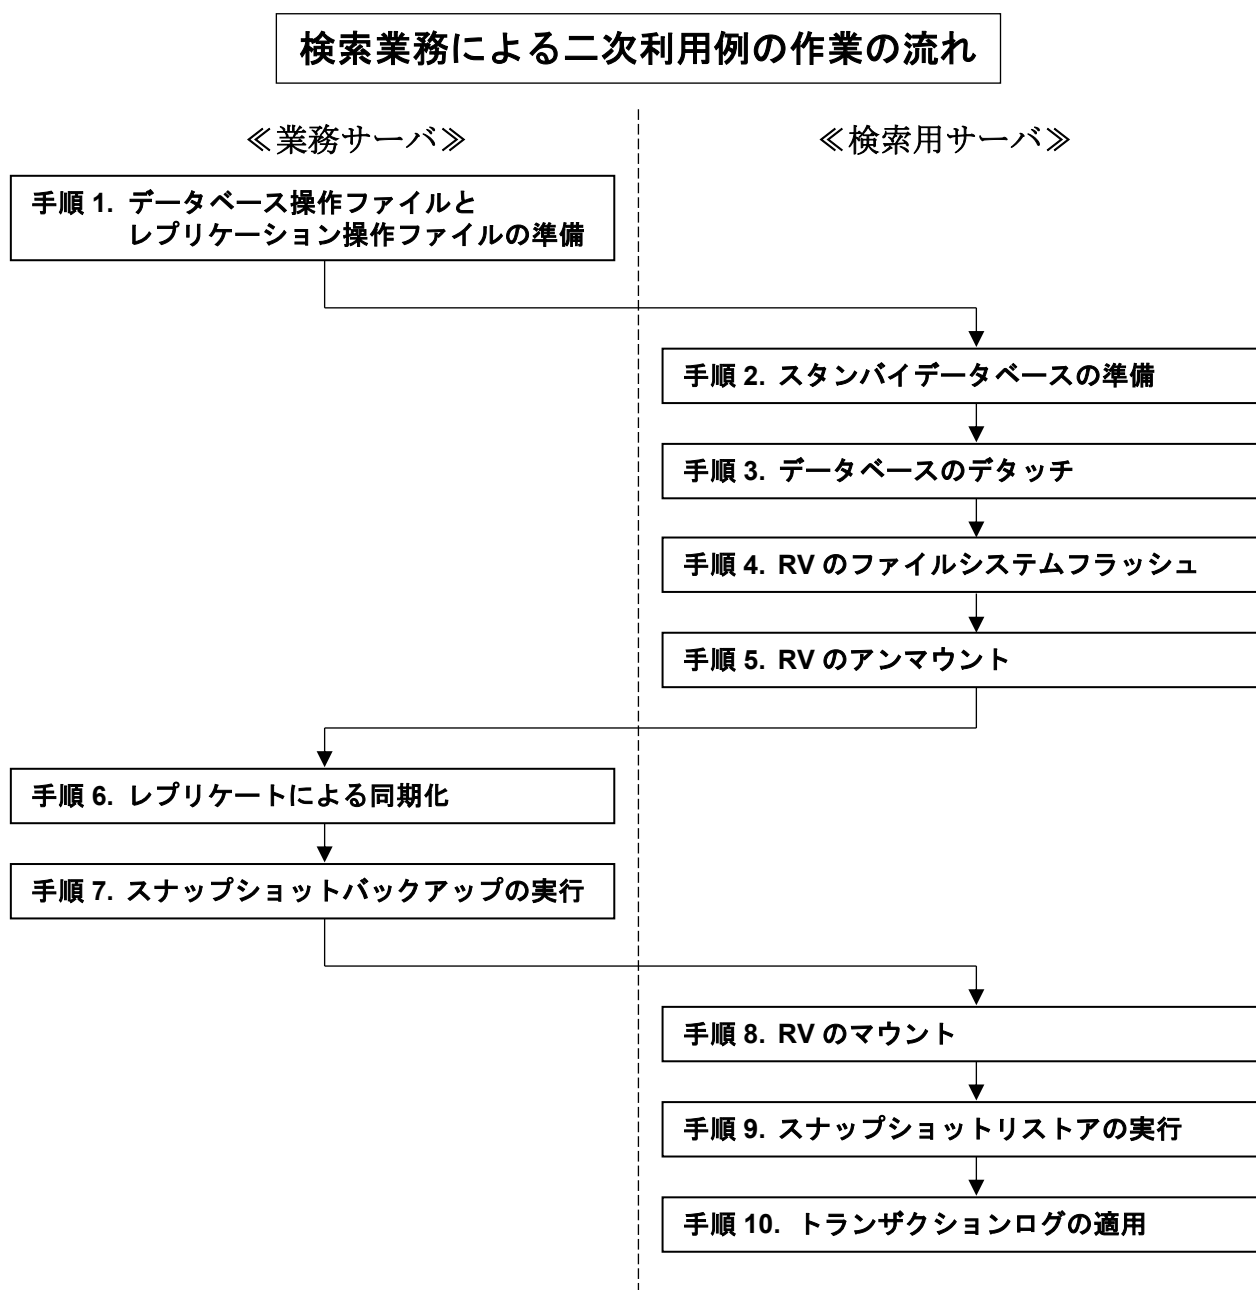 検索業務による二次利用例の作業の流れ
≪業務サーバ≫
≪検索用サーバ≫
手順 1. データベース操作ファイルと
レプリケーション操作ファイルの準備
手順 2. スタンバイデータベースの準備
手順 3. データベースのデタッチ
手順 4. RV のファイルシステムフラッシュ
手順 5. RV のアンマウント
手順 6. レプリケートによる同期化
手順 7. スナップショットバックアップの実行
手順 8. RV のマウント
手順 9. スナップショットリストアの実行
手順 10. トランザクションログの適用